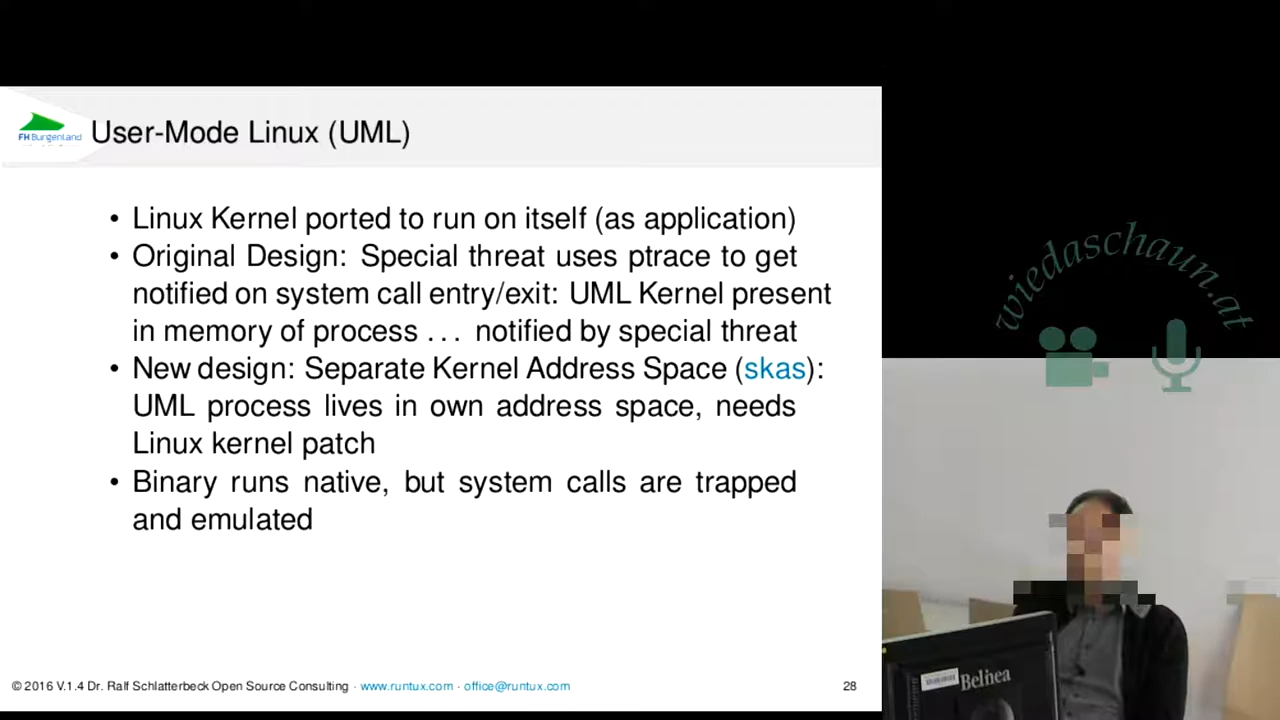 FH Burgenland
User-Mode Linux (UML)
• Linux Kernel ported to run on itself (as application)
• Original Design: Special threat uses ptrace to get
notified on system call entry/exit: UML Kernel present
in memory of process ... notified by special threat
• New design: Separate Kernel Address Space (skas):
UML process lives in own address space, needs
Linux kernel patch
• Binary runs native, but system calls are trapped
and emulated
© 2016 V.1.4 Dr. Ralf Schlatterbeck Open Source Consulting · www.runtux.com · office@runtux.com
28
wiedaschaun.at
Belinea